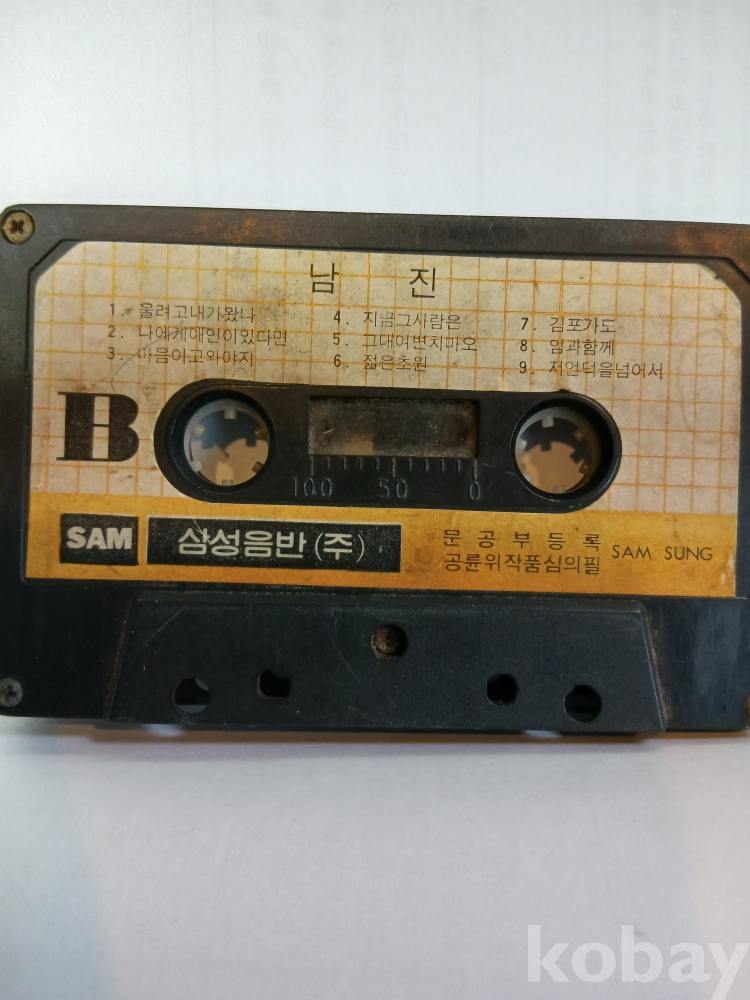 남 진
1. 울려고내가왔나
2. 나에게애인이있다면
3. 마음이고와야지
4. 지금그사람은
5. 그대여변치마오
6. 젊은초원
7. 김포가도
8. 임과함께
9. 저언덕을넘어서
B
100 50 0
SAM 삼성음반(주)
문공부등록
공륜위작품심의필
SAM SUNG
kobay